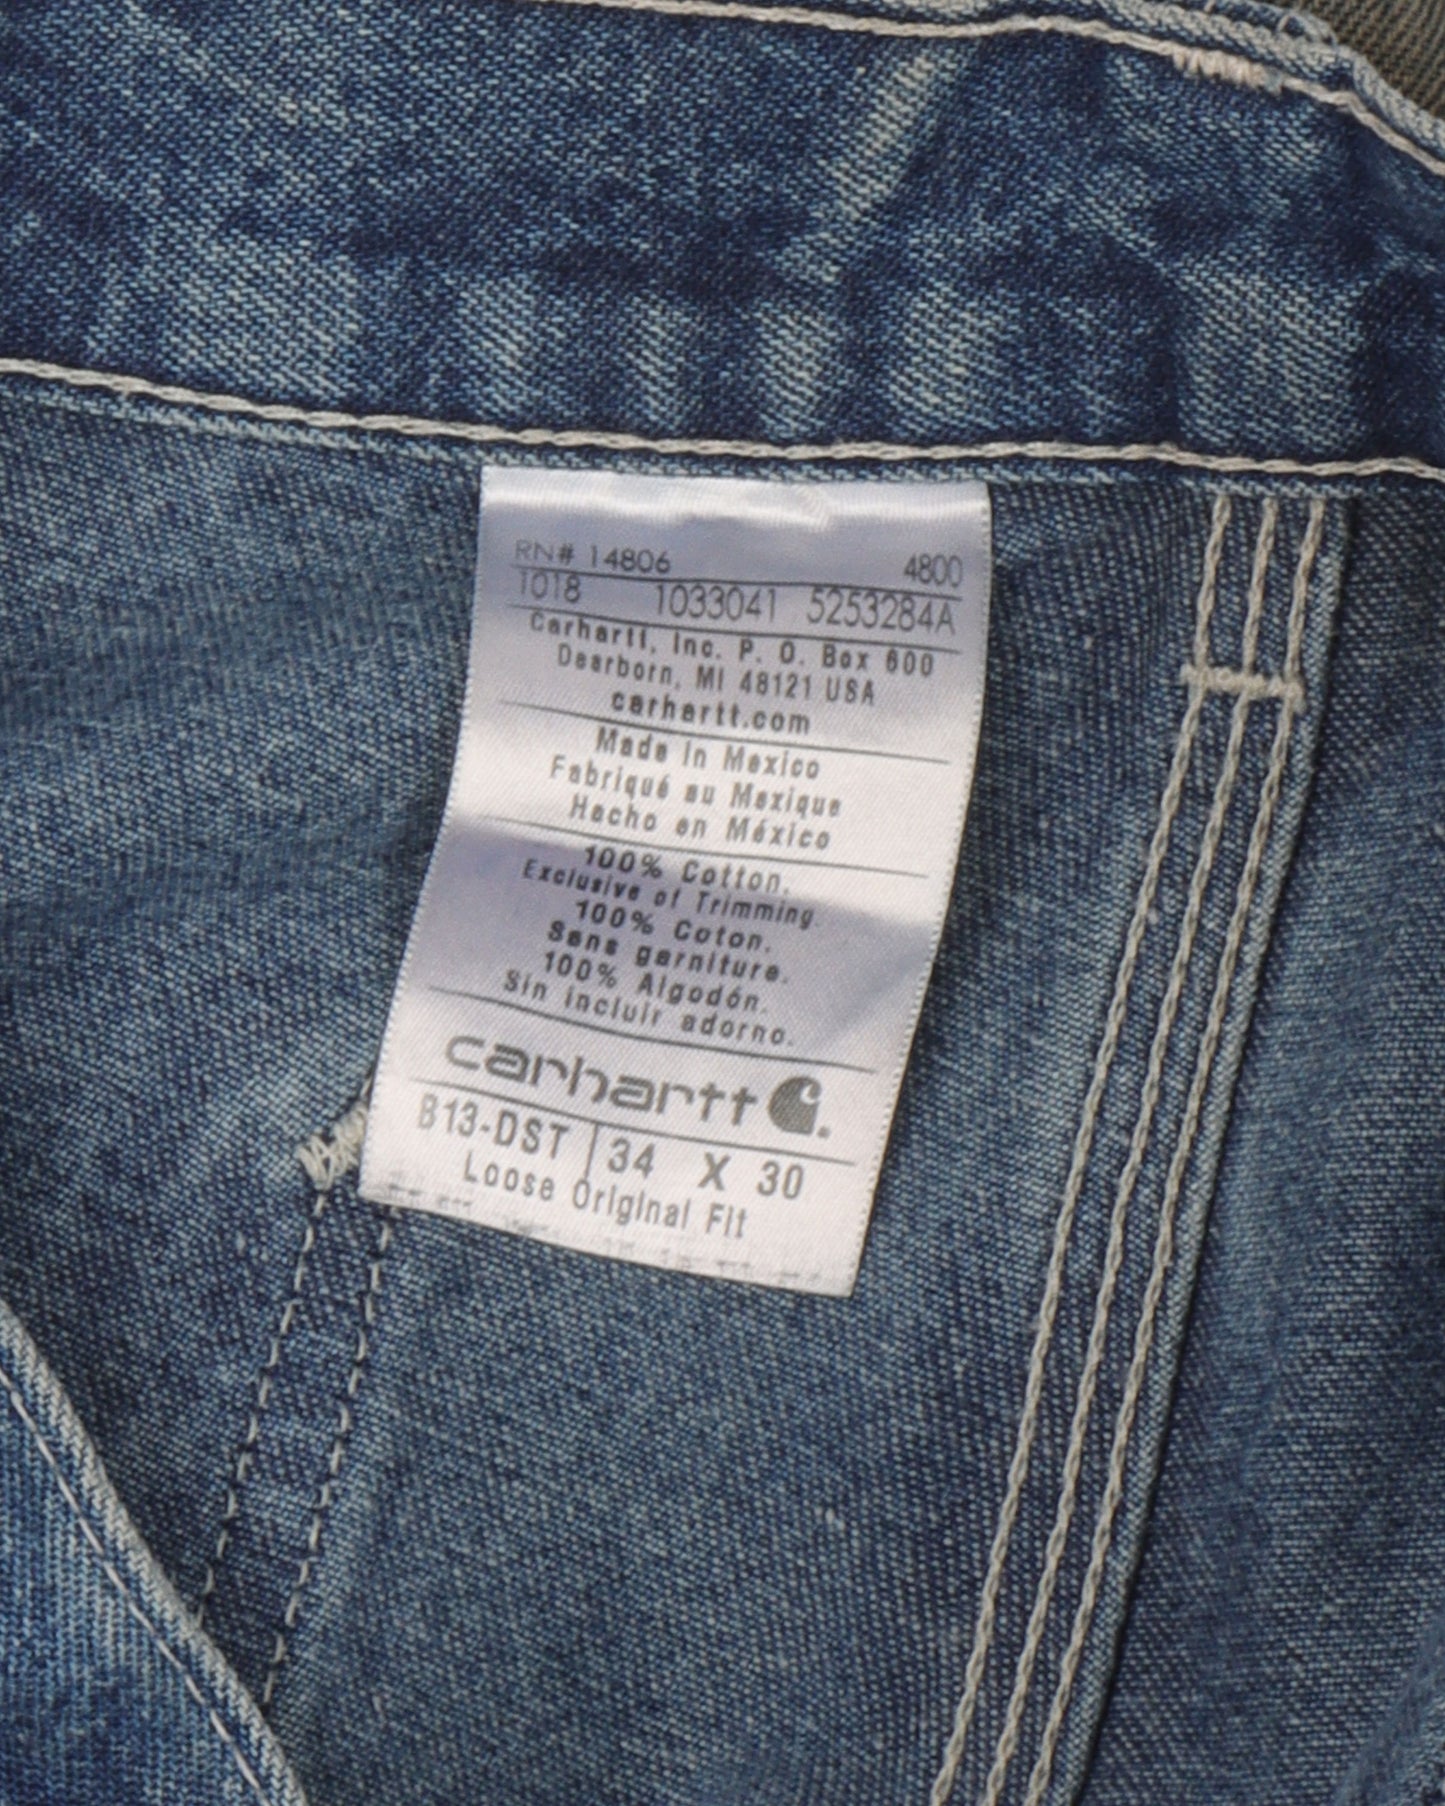 RN# 14806 4800
1018 1033041 5253284A
Carhartt, Inc. P. O. Box 600
Dearborn, MI 48121 USA
carhartt.com
Made in Mexico
Fabriqué au Mexique
Hecho en México
100% Cotton.
Exclusive of Trimming.
100% Coton.
Sans garniture.
100% Algodón.
Sin incluir adorno.
carhartt
B13-DST 34 X 30
Loose Original Fit